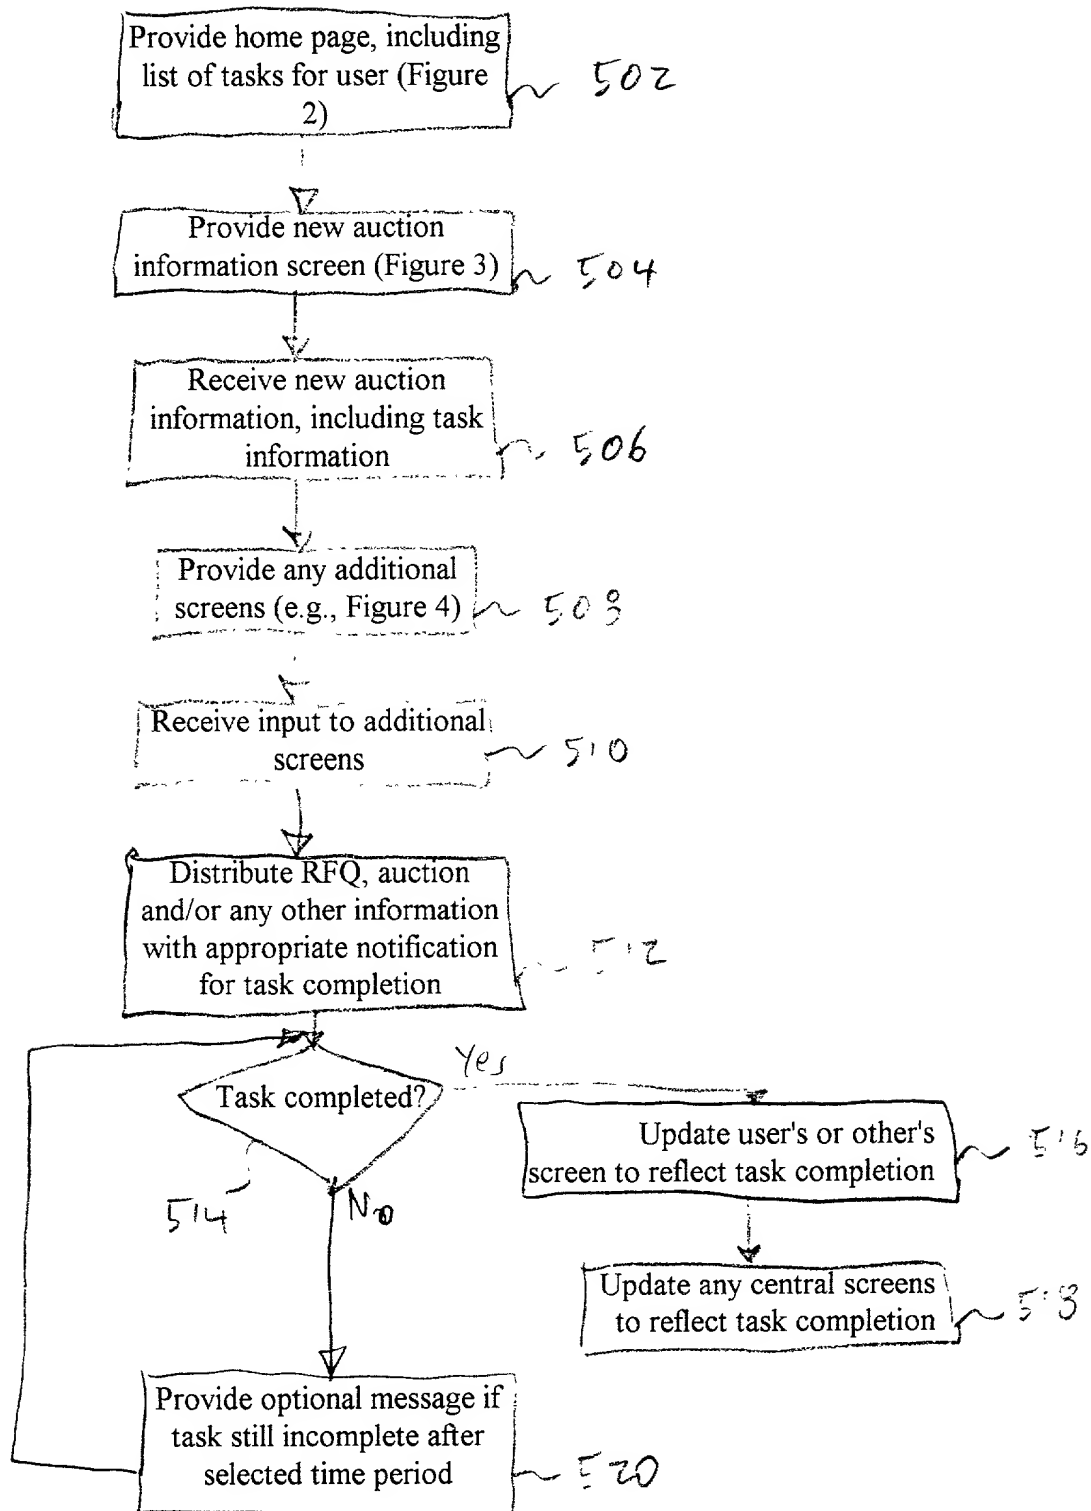 Provide home page, including
list of tasks for user (Figure
2)
502
Provide new auction
information screen (Figure 3)
504
Receive new auction
information, including task
information
506
Provide any additional
screens (e.g., Figure 4)
508
Receive input to additional
screens
510
Distribute RFQ, auction
and/or any other information
with appropriate notification
for task completion
512
Task completed?
Yes
514
No
Update user's or other's
screen to reflect task completion
516
Update any central screens
to reflect task completion
518
Provide optional message if
task still incomplete after
selected time period
520